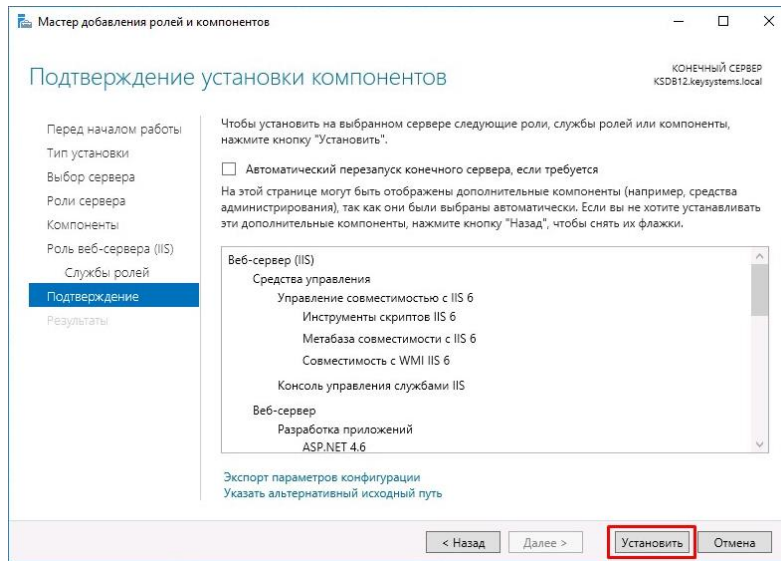 Мастер добавления ролей и компонентов
Подтверждение установки компонентов
КОНЕЧНЫЙ СЕРВЕР
KSDB12.keysystems.local
Перед началом работы
Тип установки
Выбор сервера
Роли сервера
Компоненты
Роль веб-сервера (IIS)
Службы ролей
Подтверждение
Результаты
Чтобы установить на выбранном сервере следующие роли, службы ролей или компоненты,
нажмите кнопку "Установить".
Автоматический перезапуск конечного сервера, если требуется
На этой странице могут быть отображены дополнительные компоненты (например, средства
администрирования), так как они были выбраны автоматически. Если вы не хотите устанавливать
эти дополнительные компоненты, нажмите кнопку "Назад", чтобы снять их флажки.
Веб-сервер (IIS)
Средства управления
Управление совместимостью с IIS 6
Инструменты скриптов IIS 6
Метабаза совместимости с IIS 6
Совместимость с WMI IIS 6
Консоль управления службами IIS
Веб-сервер
Разработка приложений
ASP.NET 4.6
Экспорт параметров конфигурации
Указать альтернативный исходный путь
< Назад
Далее >
Установить
Отмена